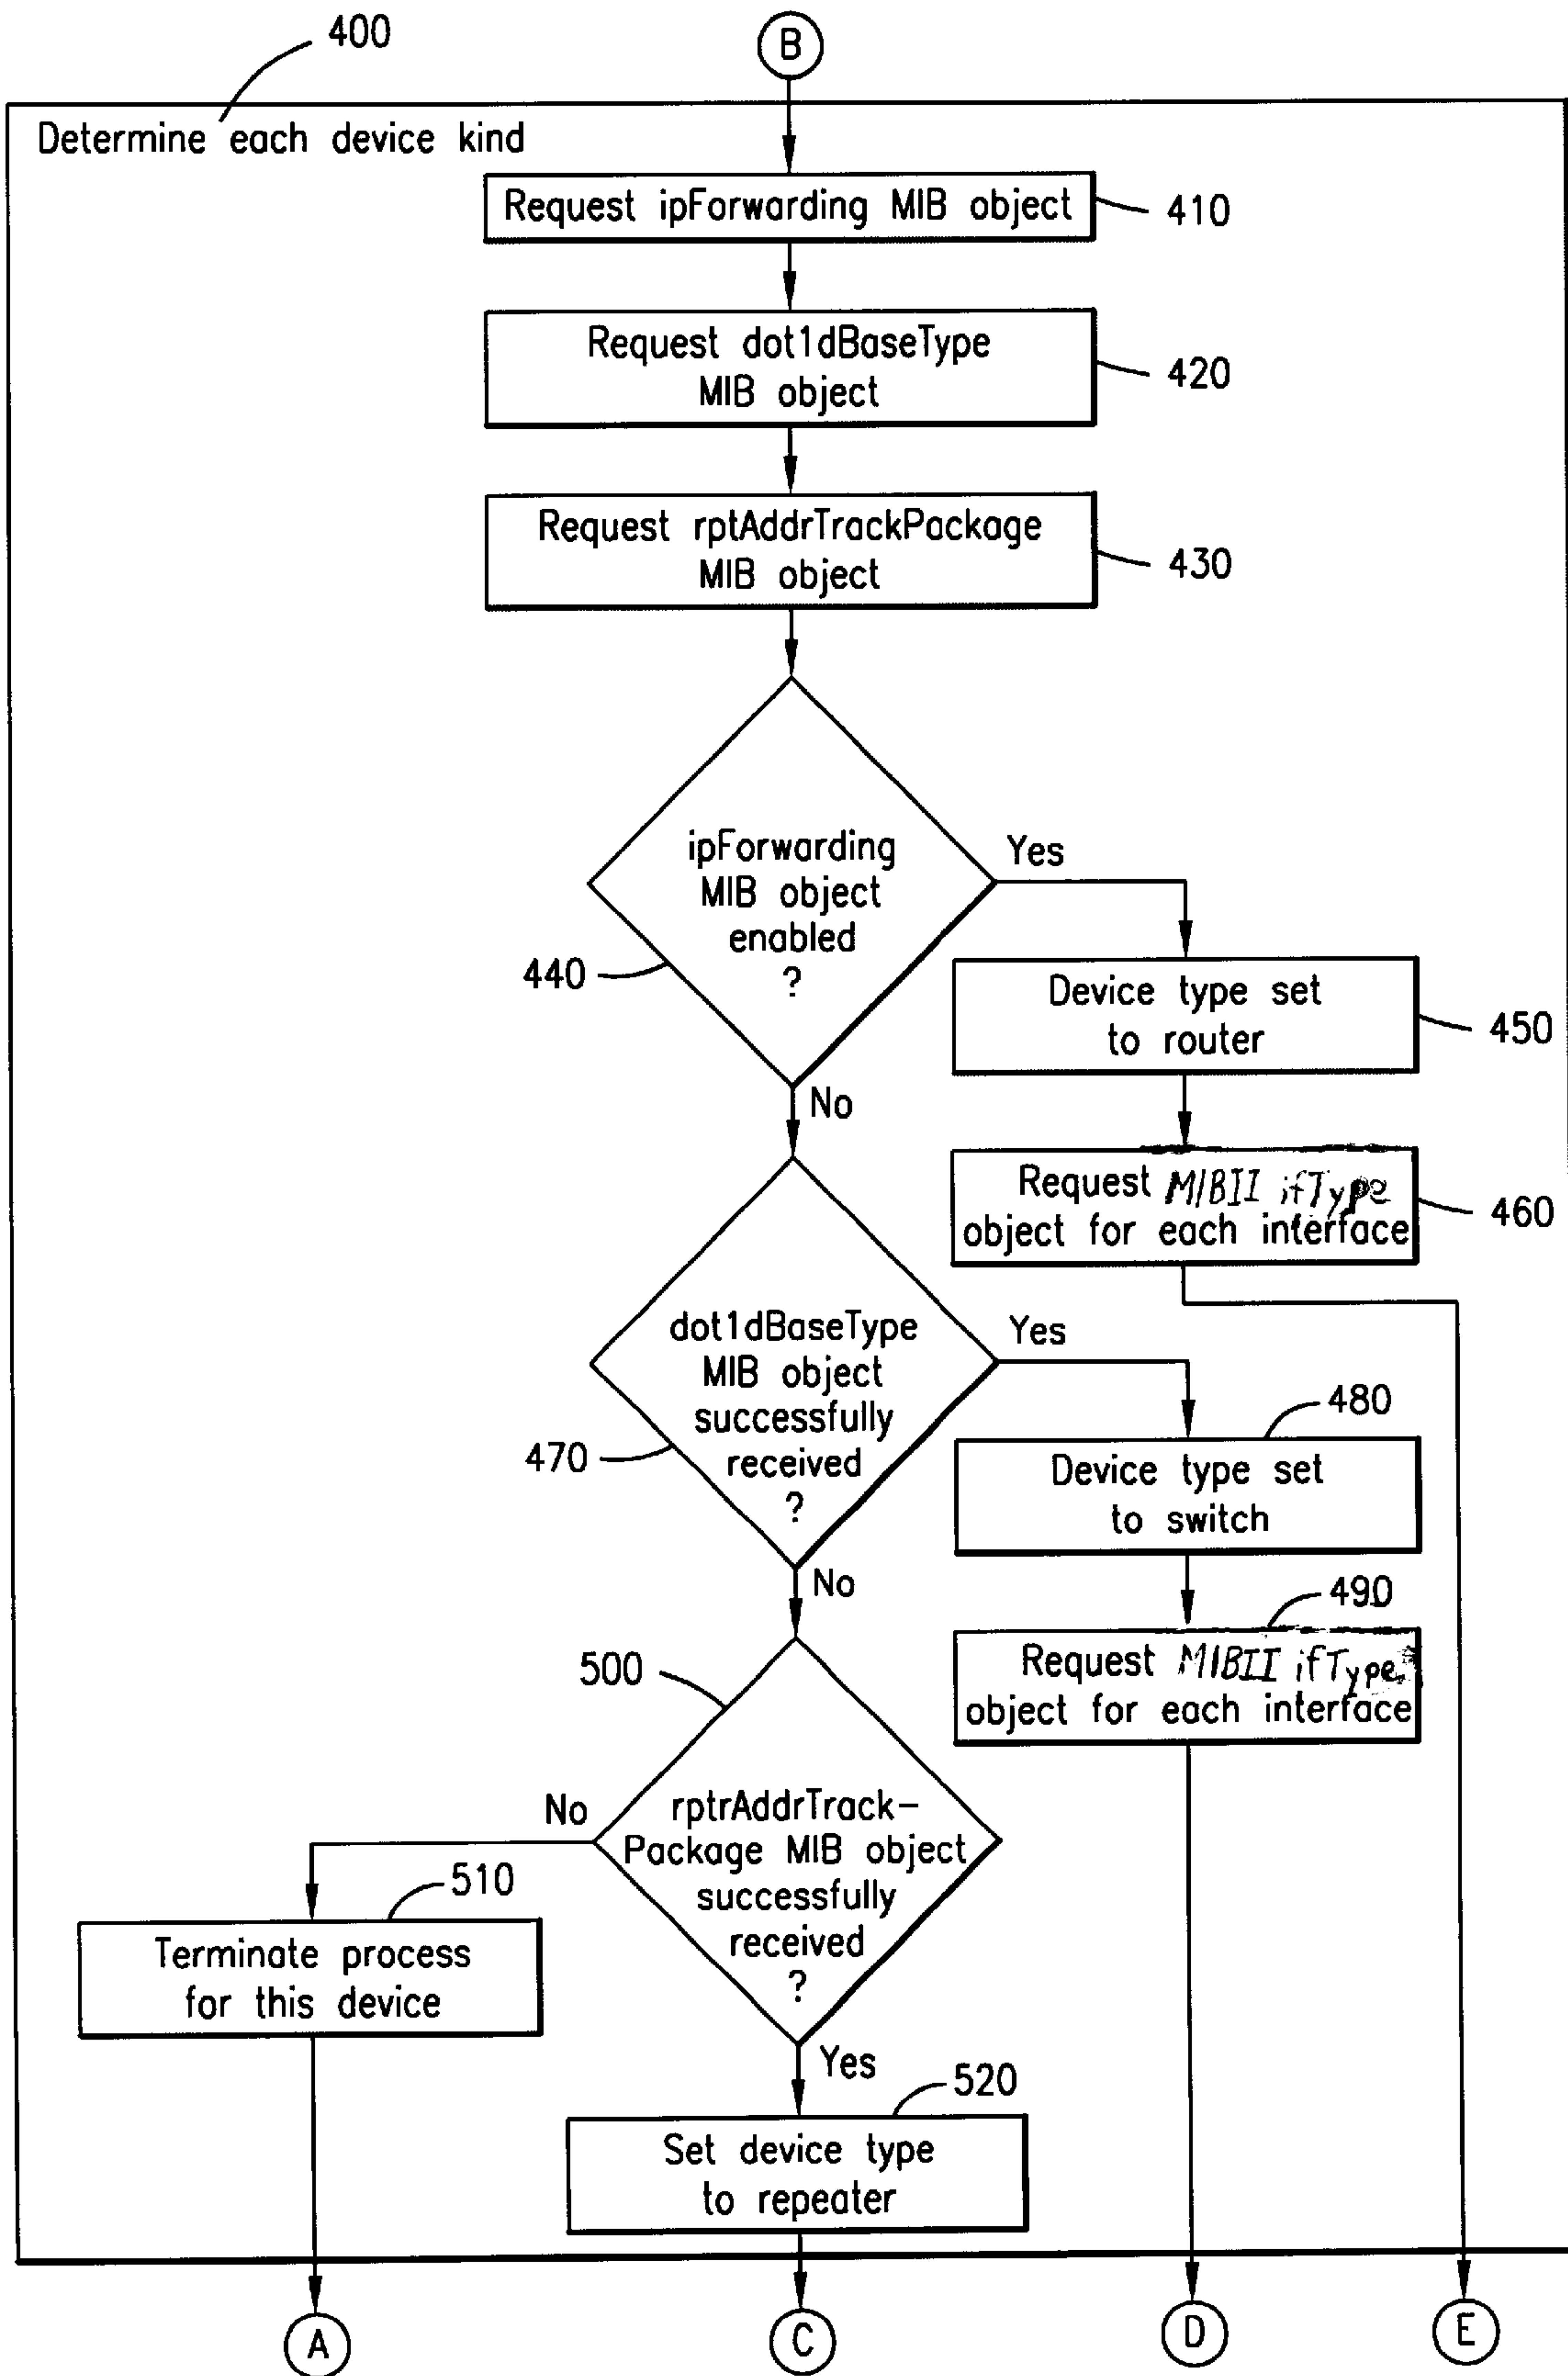 400
B
Determine each device kind
Request ipForwarding MIB object
410
Request dot1dBaseType
MIB object
420
Request rptAddrTrackPackage
MIB object
430
ipForwarding
MIB object
enabled
?
Yes
440
No
Device type set
to router
450
Request MIBII ifType
object for each interface
460
dot1dBaseType
MIB object
successfully
received
?
Yes
470
No
480
Device type set
to switch
490
Request MIBII ifType
object for each interface
500
rptrAddrTrack-
Package MIB object
successfully
received
?
No
510
Terminate process
for this device
Yes
520
Set device type
to repeater
A
C
D
E